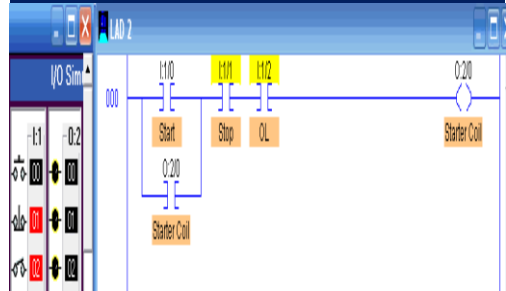 LAD 2
I/O Sim
I:1/0 I:1/1 I:1/2 O:2/0
000
Start Stop OL Starter Coil
I:1 O:2
O:2/0
00 00
Starter Coil
01 01
02 02